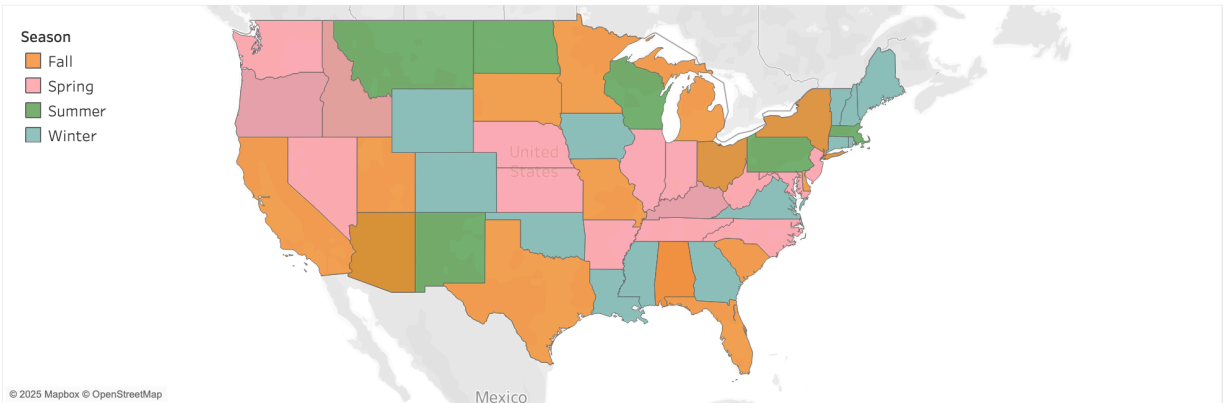 Season
Fall
Spring
Summer
Winter
United
States
Mexico
© 2025 Mapbox © OpenStreetMap